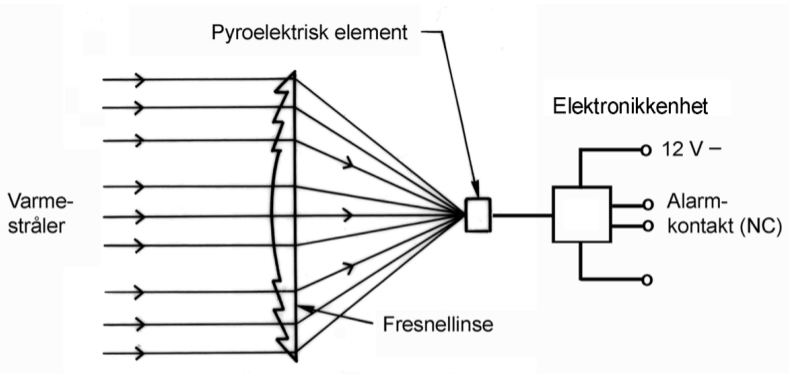 Pyroelektrisk element
Elektronikkenhet
12 V –
Varme-
stråler
Alarm-
kontakt (NC)
Fresnellinse